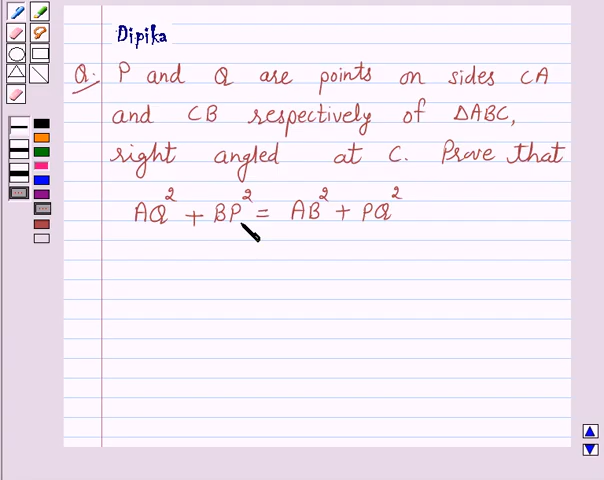 Dipika
Q. P and Q are points on sides CA
and CB respectively of ΔABC,
right angled at C. Prove that
AQ² + BP² = AB² + PQ²